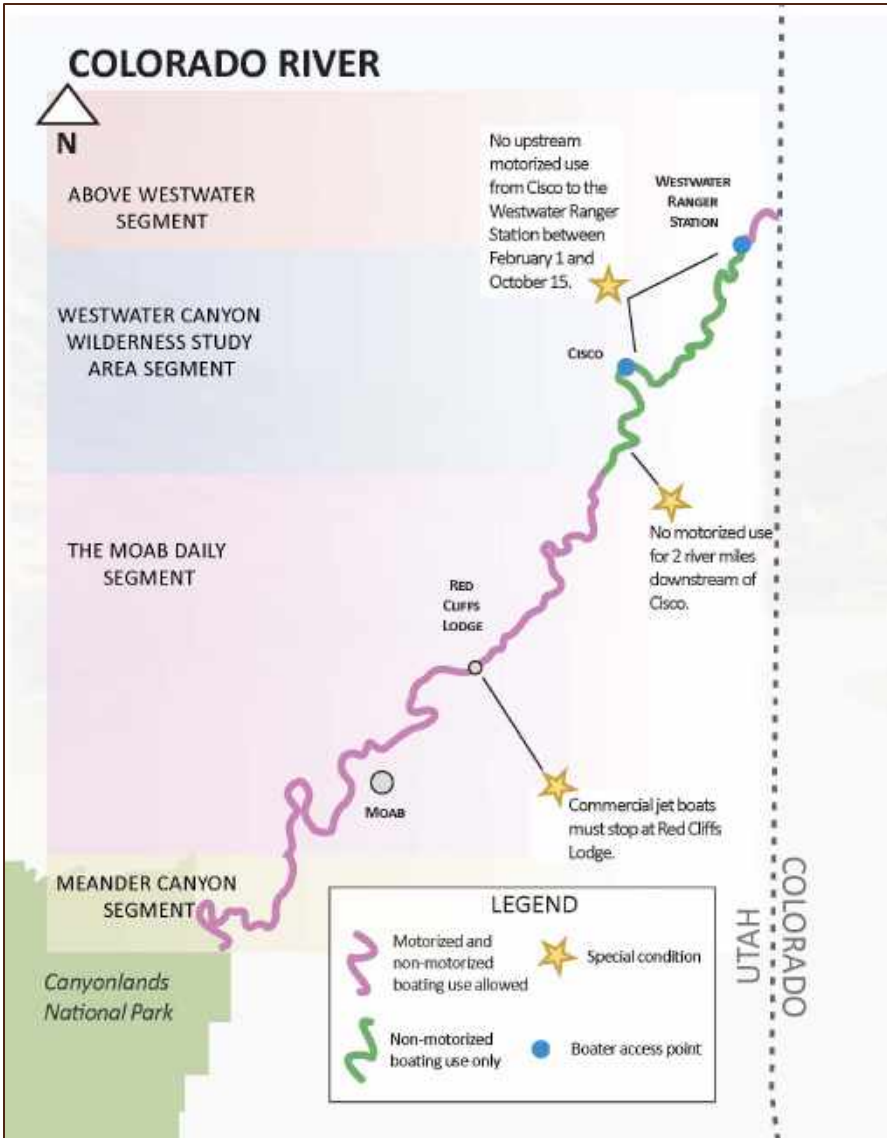 COLORADO RIVER
N
ABOVE WESTWATER
SEGMENT
No upstream
motorized use
from Cisco to the
Westwater Ranger
Station between
February 1 and
October 15.
WESTWATER
RANGER
STATION
WESTWATER CANYON
WILDERNESS STUDY
AREA SEGMENT
CISCO
THE MOAB DAILY
SEGMENT
No motorized use
for 2 river miles
downstream of
Cisco.
RED
CLIFFS
LODGE
MOAB
Commercial jet boats
must stop at Red Cliffs
Lodge.
MEANDER CANYON
SEGMENT
Canyonlands
National Park
LEGEND
Motorized and
non-motorized
boating use allowed
Special condition
Non-motorized
boating use only
Boater access point
UTAH
COLORADO